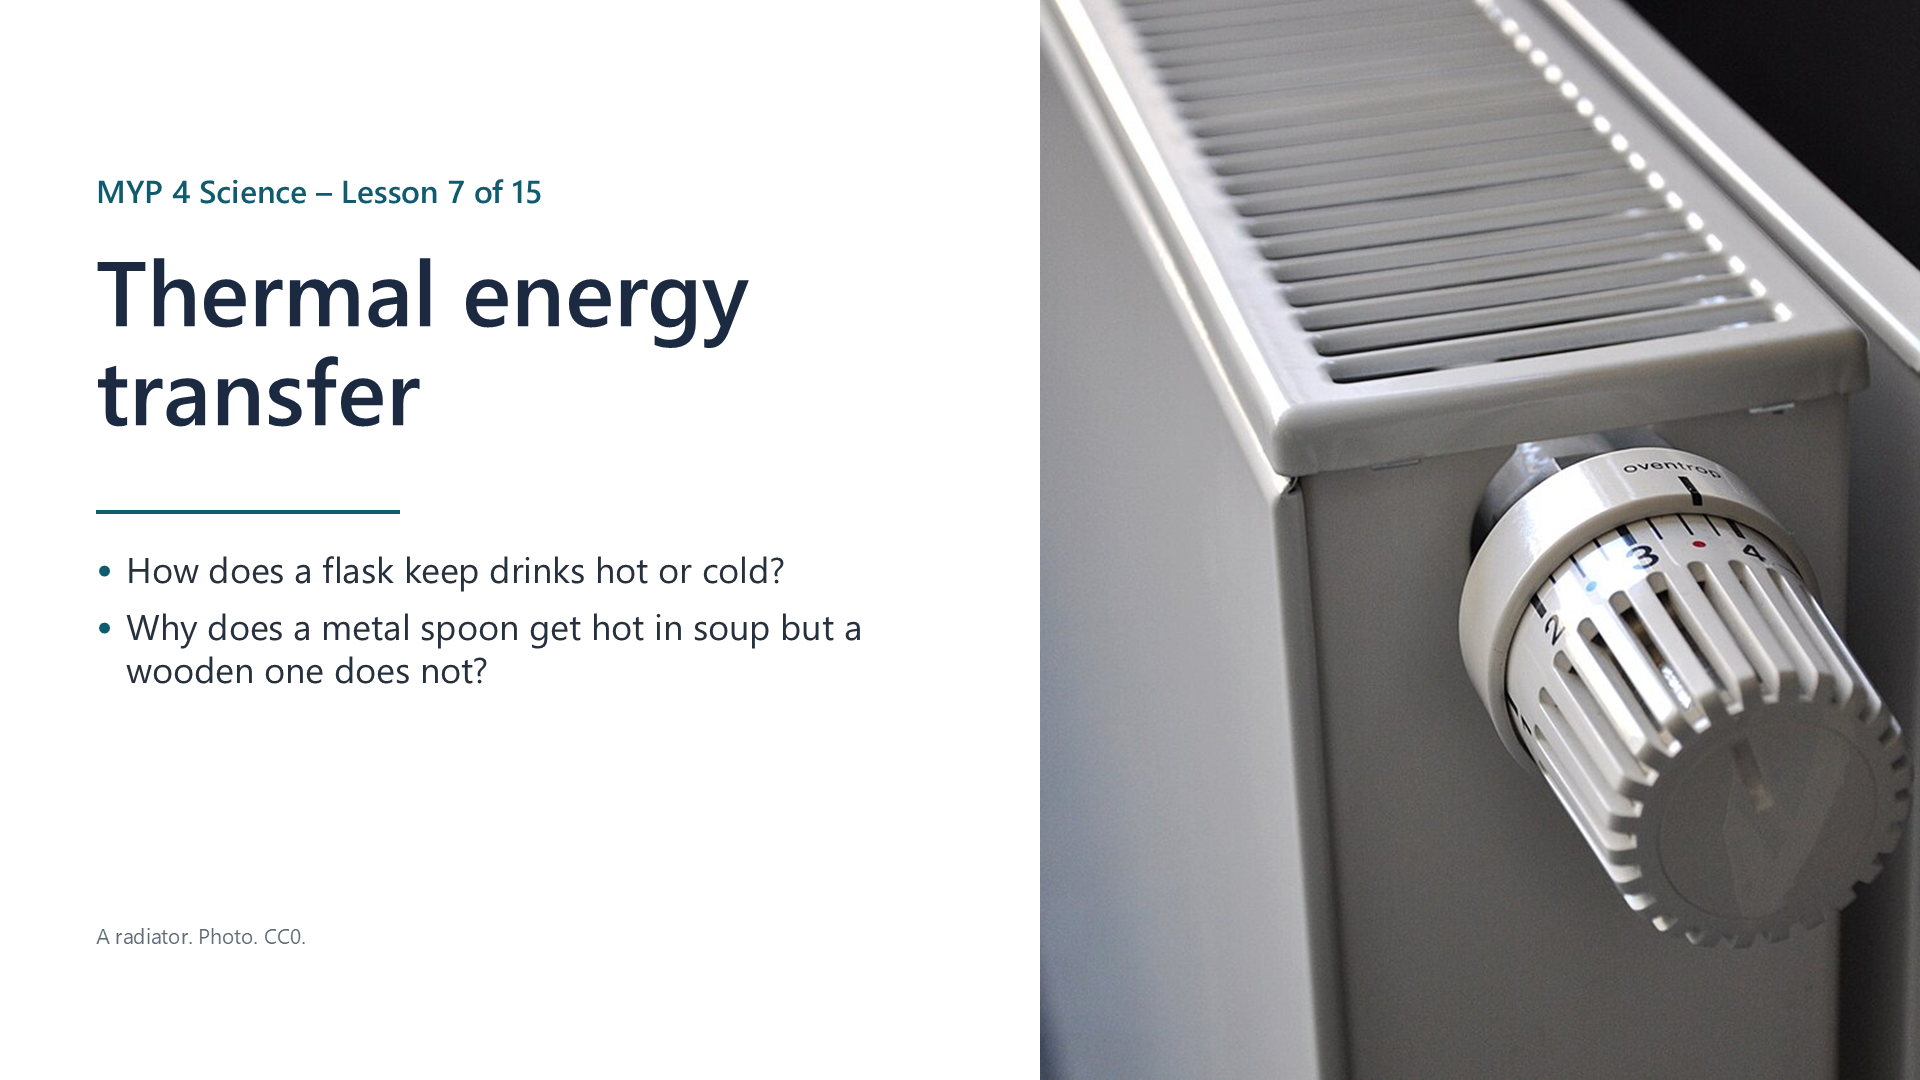 MYP 4 Science – Lesson 7 of 15
Thermal energy
transfer
• How does a flask keep drinks hot or cold?
• Why does a metal spoon get hot in soup but a
wooden one does not?
A radiator. Photo. CC0.
oventrop
3
4
2
1